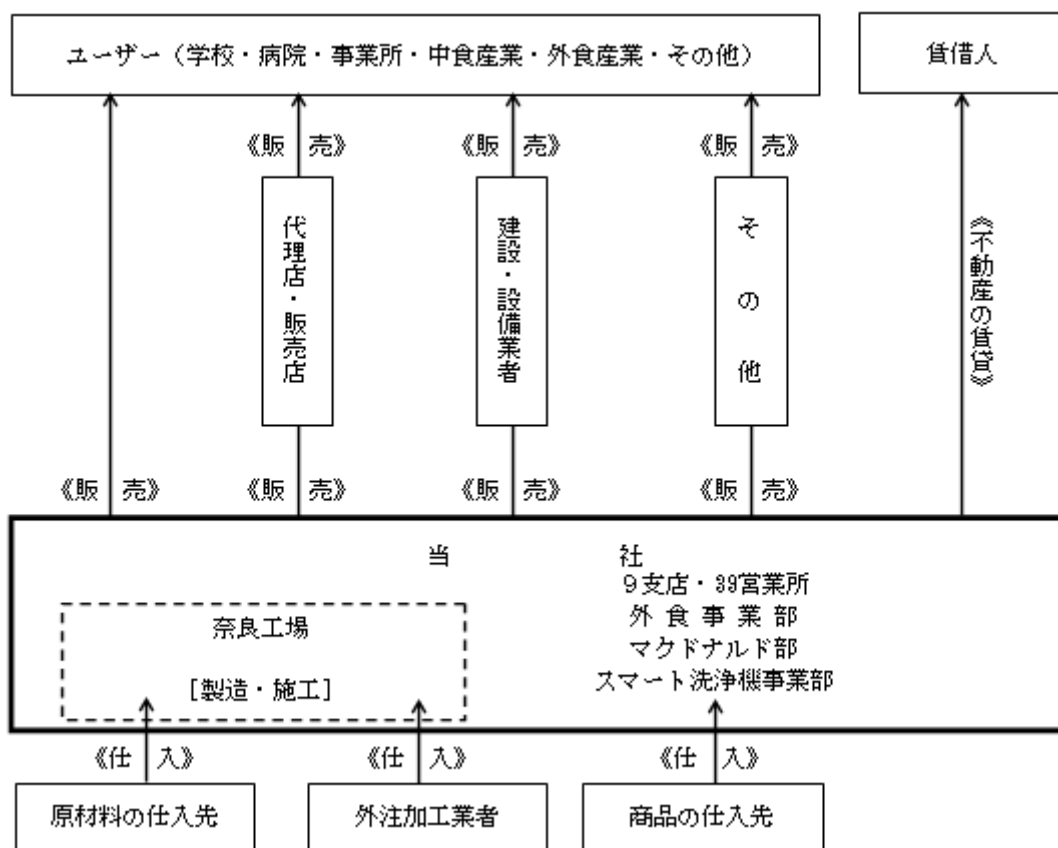 ユーザー（学校・病院・事業所・中食産業・外食産業・その他）
賃借人
《販　売》
《販　売》
《販　売》
代理店・販売店
建設・設備業者
その他
《不動産の賃貸》
《販　売》
《販　売》
《販　売》
《販　売》
当　社
９支店・39営業所
外食事業部
マクドナルド部
スマート洗浄機事業部
奈良工場
［製造・施工］
《仕　入》
《仕　入》
《仕　入》
原材料の仕入先
外注加工業者
商品の仕入先